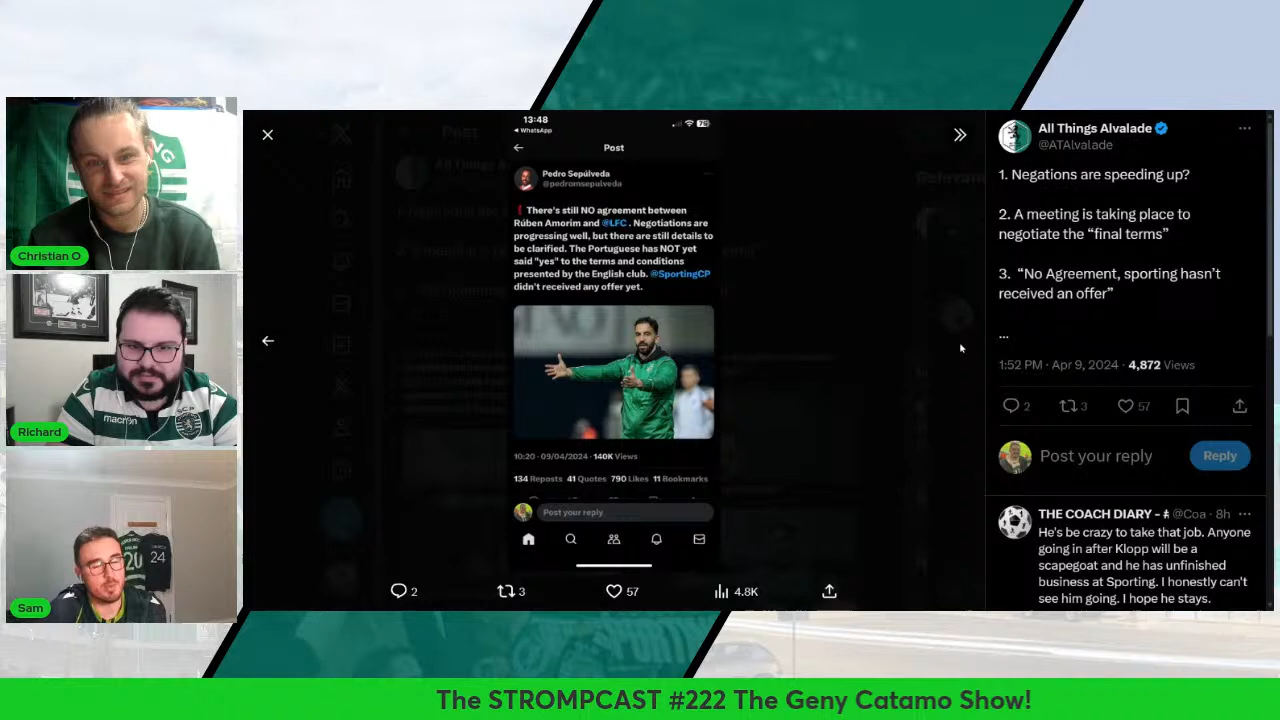 Christian O
Richard
macron
Sam
20
24
13:48
WhatsApp
75
Post
Pedro Sepúlveda
@pedromsepulveda
There's still NO agreement between
Rúben Amorim and @LFC . Negotiations are
progressing well, but there are still details to
be clarified. The Portuguese has NOT yet
said "yes" to the terms and conditions
presented by the English club. @SportingCP
didn't received any offer yet.
10:20 · 09/04/2024 · 140K Views
134 Reposts 41 Quotes 790 Likes 11 Bookmarks
Post your reply
2
3
57
4.8K
All Things Alvalade
@ATAlvalade
1. Negations are speeding up?
2. A meeting is taking place to
negotiate the “final terms”
3. “No Agreement, sporting hasn’t
received an offer”
...
1:52 PM · Apr 9, 2024 · 4,872 Views
2
3
57
Post your reply
Reply
THE COACH DIARY - @Coa · 8h
He's be crazy to take that job. Anyone
going in after Klopp will be a
scapegoat and he has unfinished
business at Sporting. I honestly can't
see him going. I hope he stays.
The STROMPCAST #222 The Geny Catamo Show!